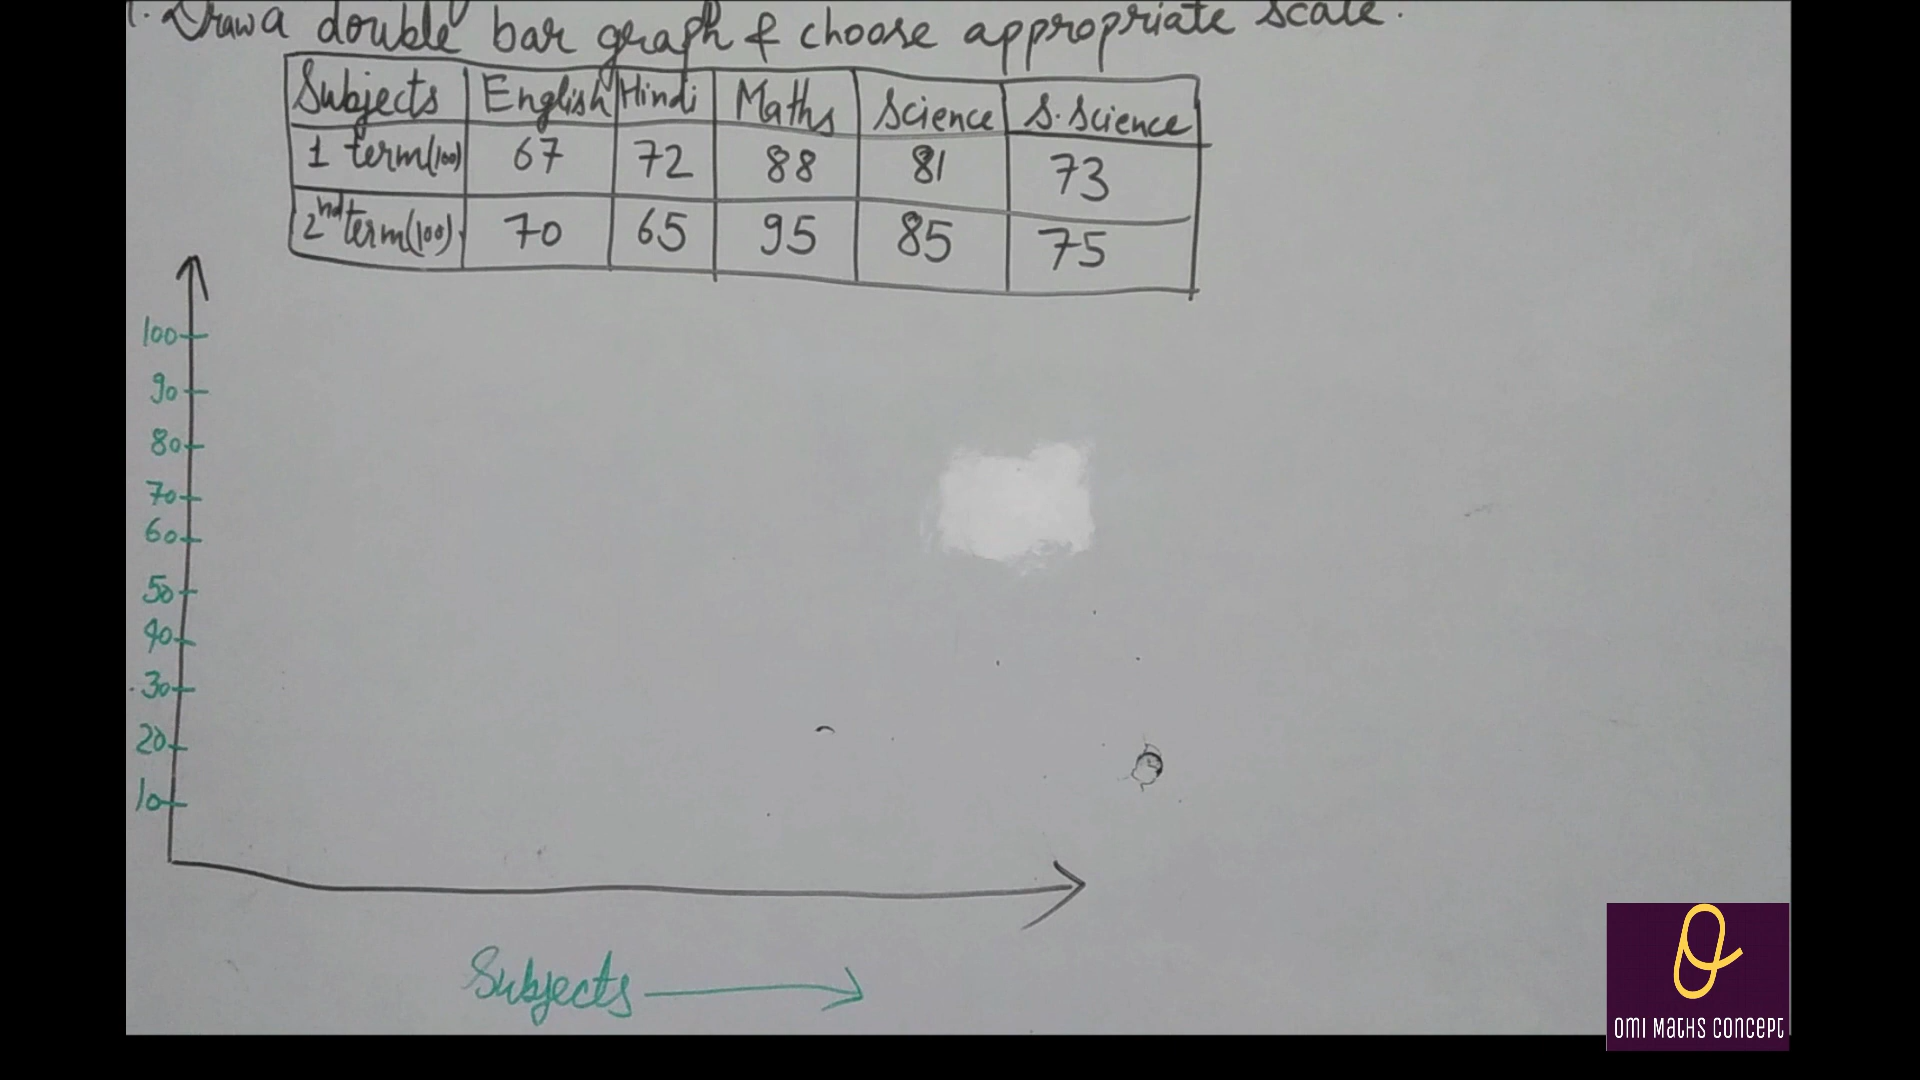 1. Draw a double bar graph & choose appropriate scale.
Subjects English Hindi Maths Science S.Science
1 term(100) 67 72 88 81 73
2nd term(100) 70 65 95 85 75
100
90
80
70
60
50
40
30
20
10
Subjects
OMI MATHS CONCEPT